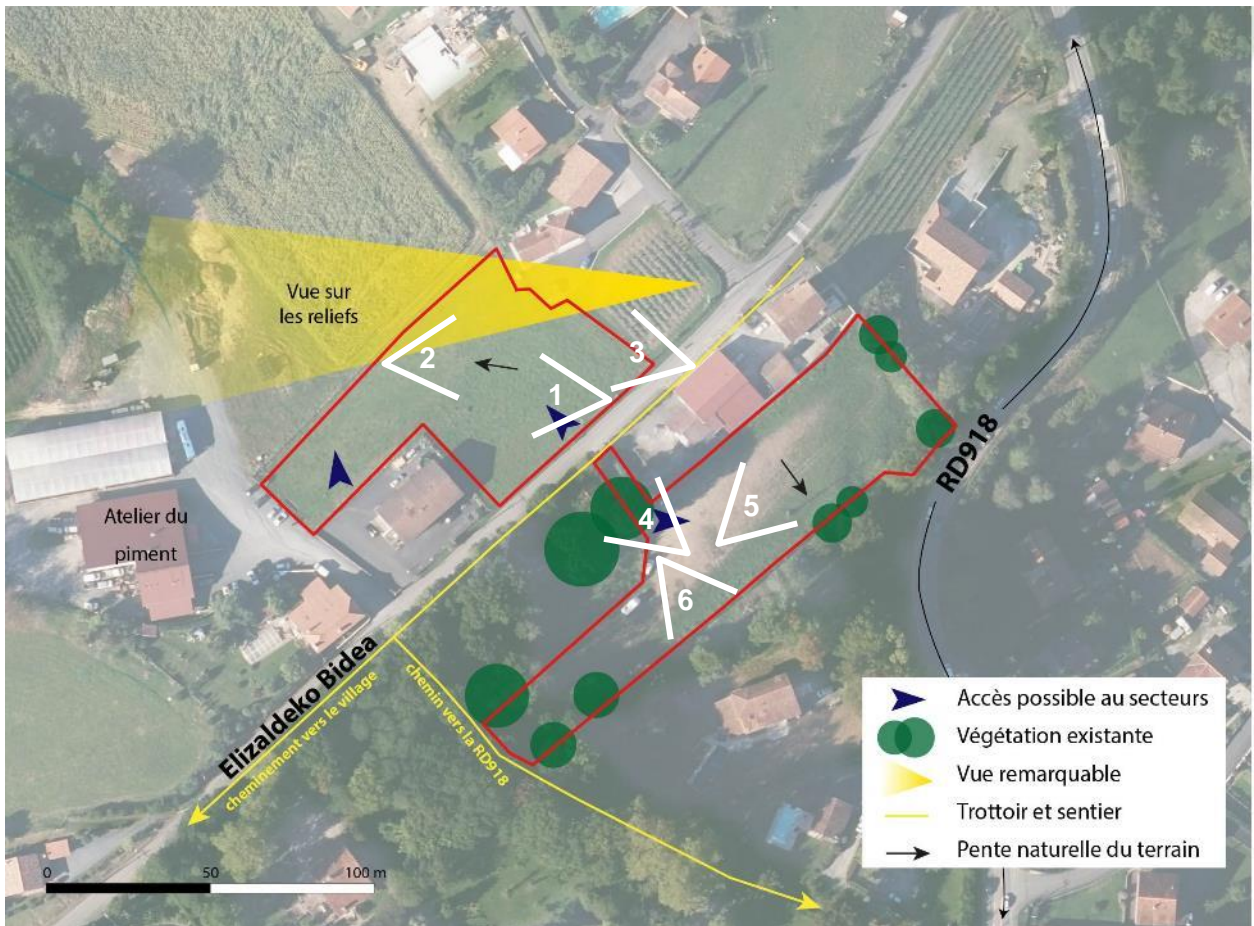 Vue sur
les reliefs
2
3
1
Atelier du
piment
4
5
6
RD918
Elizaldeko Bidea
cheminement vers le village
chemin vers la RD918
Accès possible au secteurs
Végétation existante
Vue remarquable
Trottoir et sentier
Pente naturelle du terrain
0 50 100 m